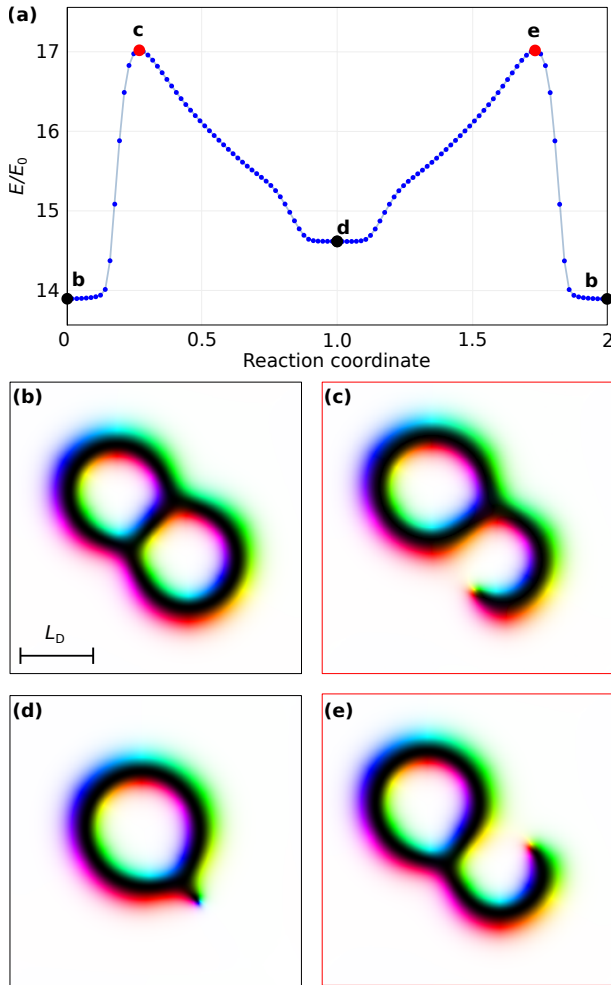 (a)
c
e
17
16
15
14
E/E0
b
d
b
0
0.5
1.0
1.5
2
Reaction coordinate
(b)
(c)
LD
(d)
(e)